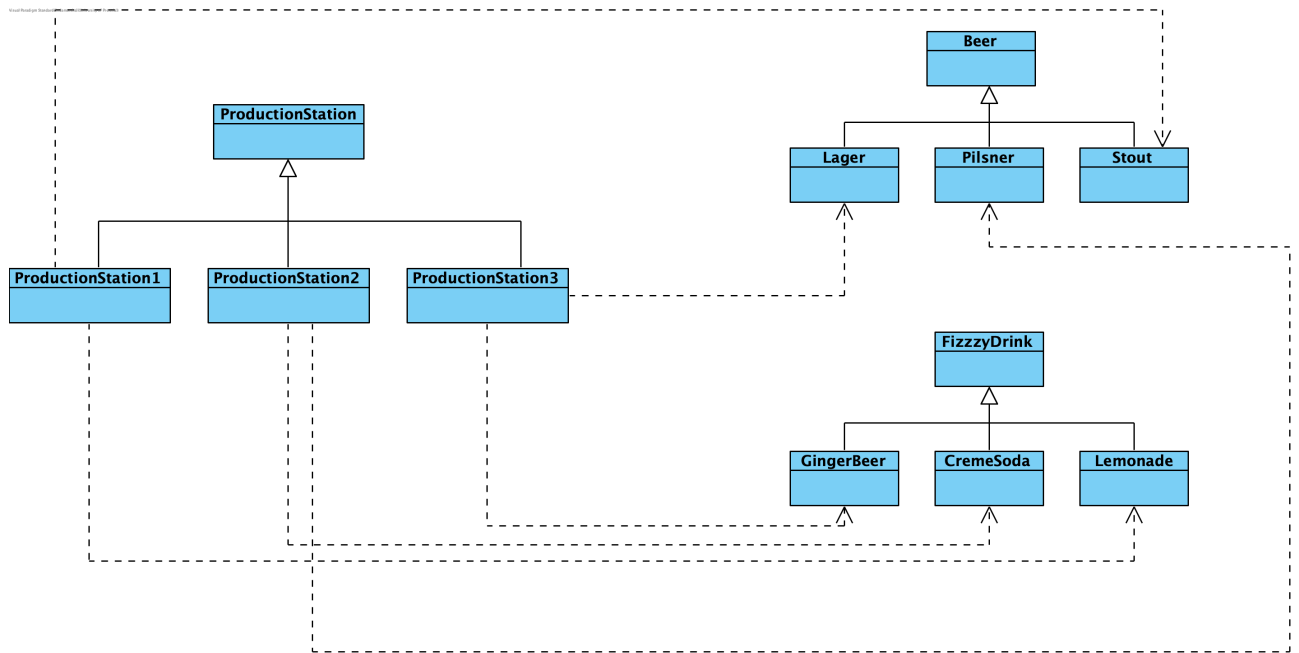 Beer
ProductionStation
Lager
Pilsner
Stout
ProductionStation1
ProductionStation2
ProductionStation3
FizzzyDrink
GingerBeer
CremeSoda
Lemonade